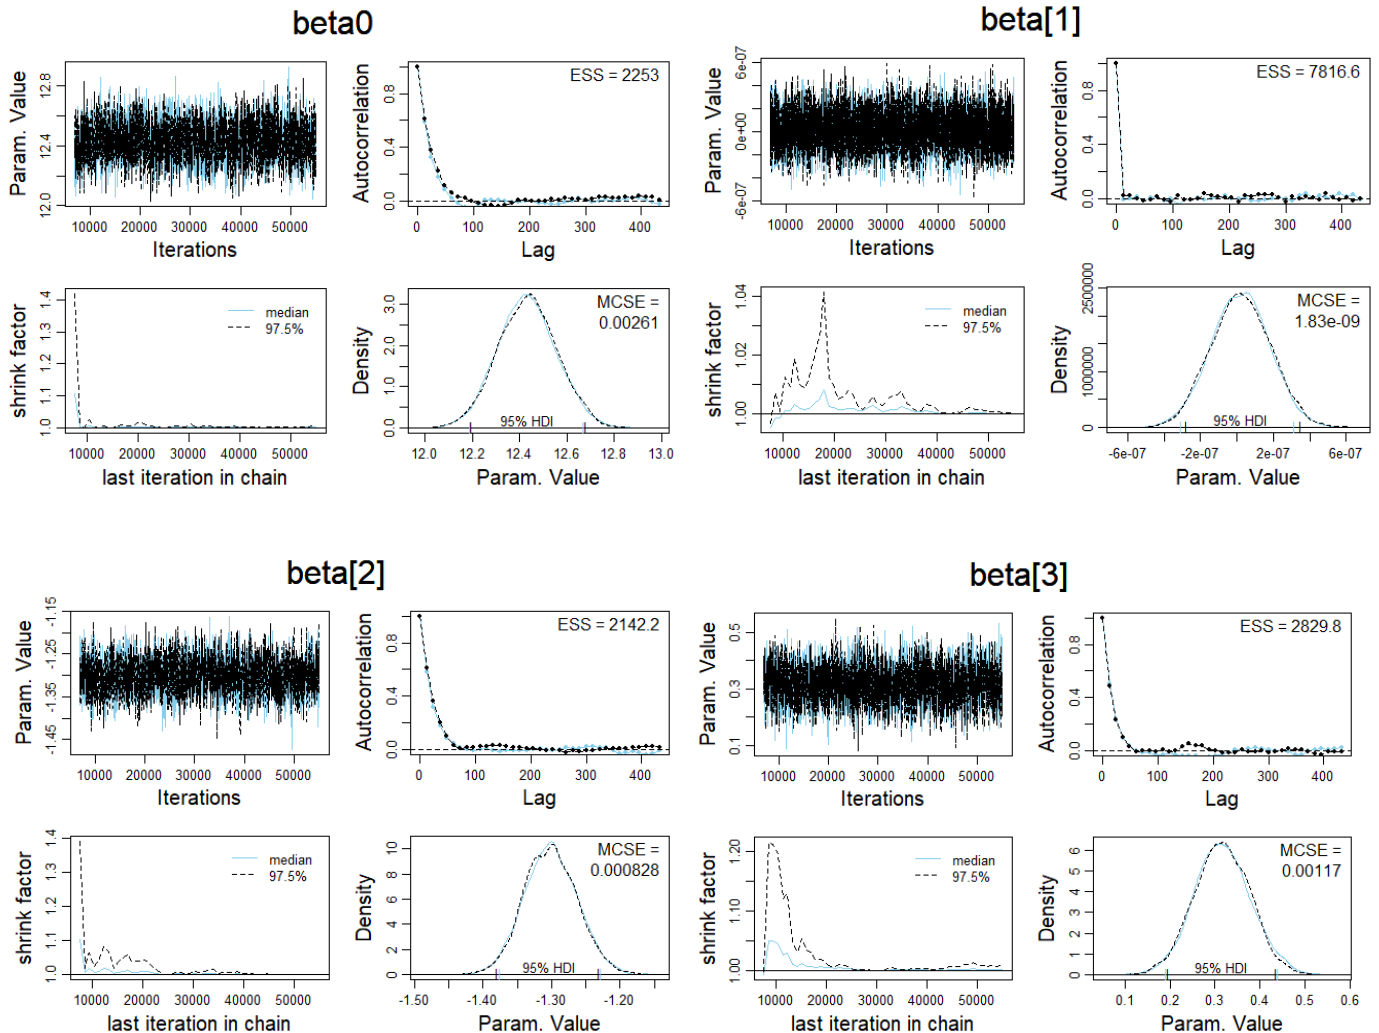 beta0
Param. Value
12.0
12.4
12.8
10000 20000 30000 40000 50000
Iterations
Autocorrelation
0.0
0.4
0.8
ESS = 2253
0 100 200 300 400
Lag
shrink factor
1.0
1.1
1.2
1.3
1.4
median
97.5%
10000 20000 30000 40000 50000
last iteration in chain
Density
0.0
1.0
2.0
3.0
MCSE =
0.00261
95% HDI
12.0 12.2 12.4 12.6 12.8 13.0
Param. Value
beta[1]
Param. Value
-6e-07
0e+00
6e-07
10000 20000 30000 40000 50000
Iterations
Autocorrelation
0.0
0.4
0.8
ESS = 7816.6
0 100 200 300 400
Lag
shrink factor
1.00
1.02
1.04
median
97.5%
10000 20000 30000 40000 50000
last iteration in chain
Density
0
MCSE =
1.83e-09
95% HDI
-6e-07 -2e-07 2e-07 6e-07
Param. Value
beta[2]
Param. Value
-1.45
-1.35
-1.25
-1.15
10000 20000 30000 40000 50000
Iterations
Autocorrelation
0.0
0.4
0.8
ESS = 2142.2
0 100 200 300 400
Lag
shrink factor
1.0
1.1
1.2
1.3
1.4
median
97.5%
10000 20000 30000 40000 50000
last iteration in chain
Density
0
2
4
6
8
10
MCSE =
0.000828
95% HDI
-1.50 -1.40 -1.30 -1.20
Param. Value
beta[3]
Param. Value
0.1
0.3
0.5
10000 20000 30000 40000 50000
Iterations
Autocorrelation
0.0
0.4
0.8
ESS = 2829.8
0 100 200 300 400
Lag
shrink factor
1.00
1.10
1.20
median
97.5%
10000 20000 30000 40000 50000
last iteration in chain
Density
0
1
2
3
4
5
6
MCSE =
0.00117
95% HDI
0.1 0.2 0.3 0.4 0.5 0.6
Param. Value